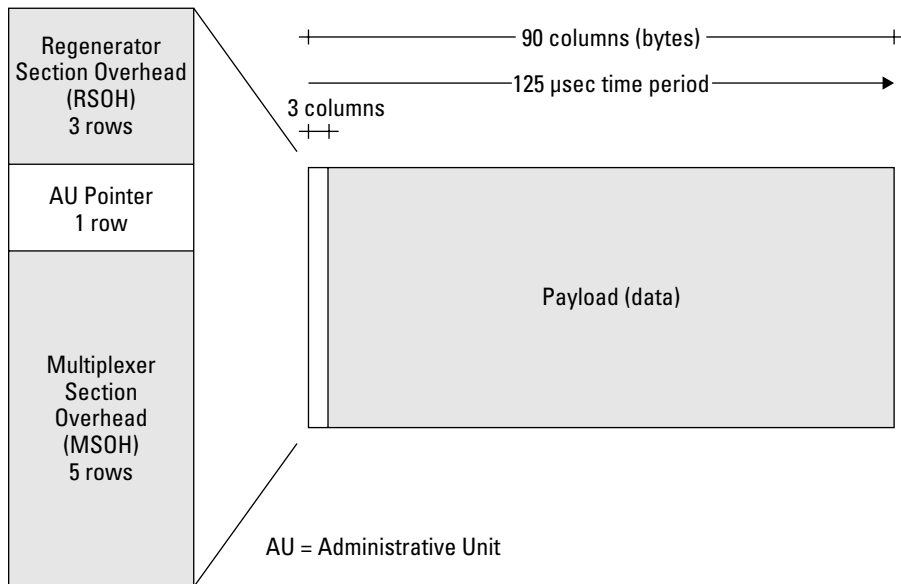 Regenerator
Section Overhead
(RSOH)
3 rows
AU Pointer
1 row
Multiplexer
Section
Overhead
(MSOH)
5 rows
90 columns (bytes)
125 μsec time period
3 columns
Payload (data)
AU = Administrative Unit